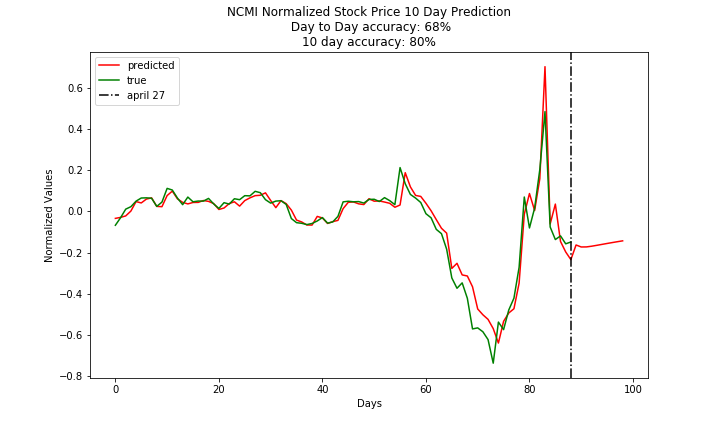 NCMI Normalized Stock Price 10 Day Prediction
Day to Day accuracy: 68%
10 day accuracy: 80%
predicted
true
april 27
Normalized Values
0.6
0.4
0.2
0.0
−0.2
−0.4
−0.6
−0.8
0
20
40
60
80
100
Days